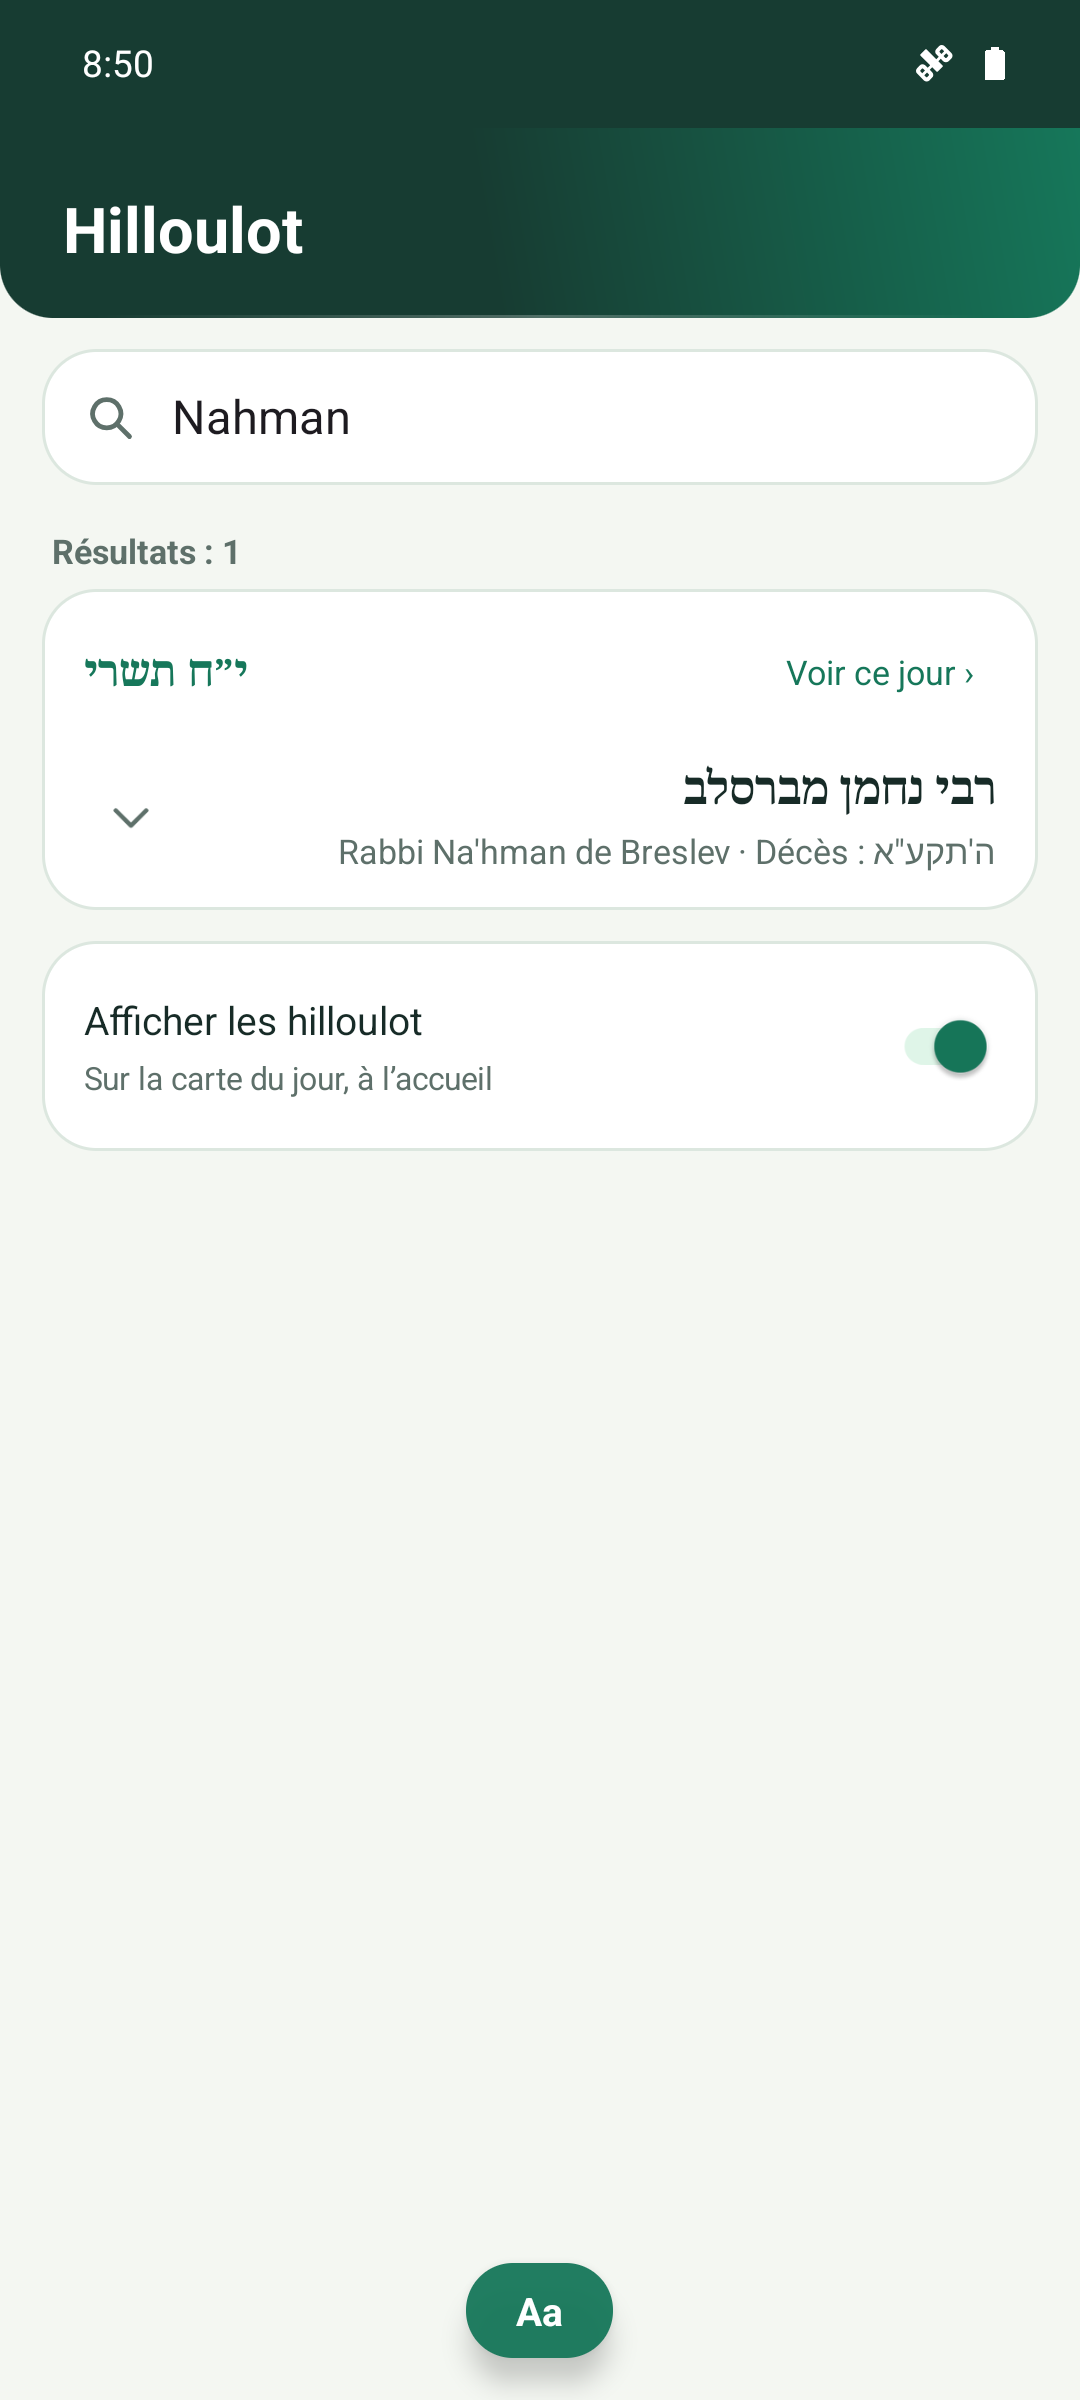 8:50
Hilloulot
Nahman
Résultats : 1
י״ח תשרי
Voir ce jour ›
רבי נחמן מברסלב
Rabbi Na'hman de Breslev · Décès : ה'תקע"א
Afficher les hilloulot
Sur la carte du jour, à l’accueil
Aa